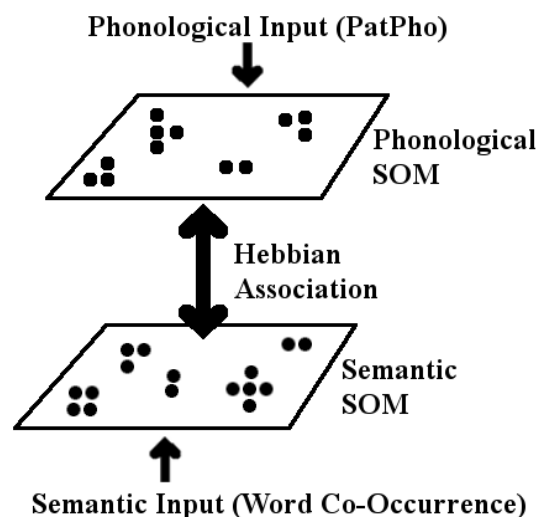 Phonological Input (PatPho)
Phonological
SOM
Hebbian
Association
Semantic
SOM
Semantic Input (Word Co-Occurrence)